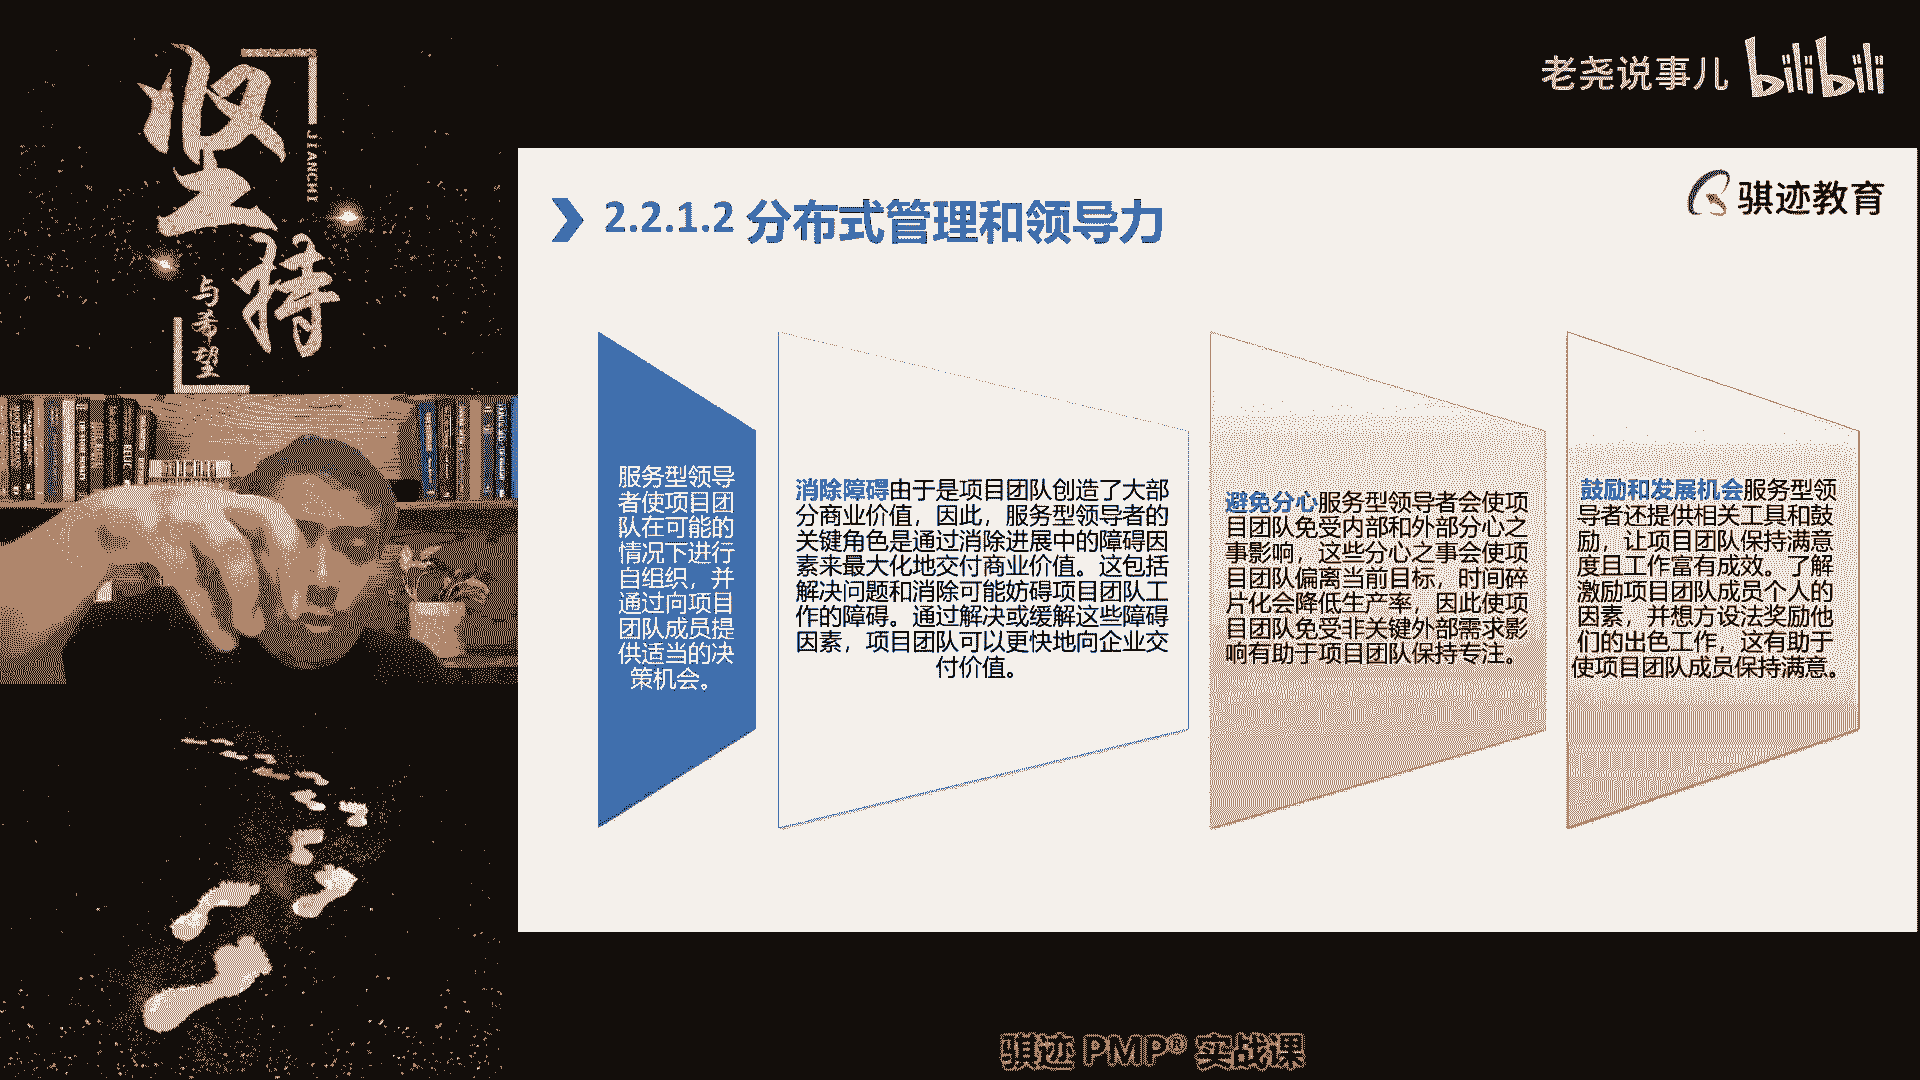 坚持
JIANCHI
与希望
老尧说事儿 bilibili
骐迹教育
2.2.1.2 分布式管理和领导力
服务型领导
者使项目团
队在可能的
情况下进行
自组织，并
通过向项目
团队成员提
供适当的决
策机会。
消除障碍由于是项目团队创造了大部
分商业价值，因此，服务型领导者的
关键角色是通过消除进展中的障碍因
素来最大化地交付商业价值。这包括
解决问题和消除可能妨碍项目团队工
作的障碍。通过解决或缓解这些障碍
因素，项目团队可以更快地向企业交
付价值。
避免分心服务型领导者会使项
目团队免受内部和外部分心之
事影响，这些分心之事会使项
目团队偏离当前目标，时间碎
片化会降低生产率，因此使项
目团队免受非关键外部需求影
响有助于项目团队保持专注。
鼓励和发展机会服务型领
导者还提供相关工具和鼓
励，让项目团队保持满意
度且工作富有成效。了解
激励项目团队成员个人的
因素，并想方设法奖励他
们的出色工作，这有助于
使项目团队成员保持满意。
骐迹 PMP® 实战课